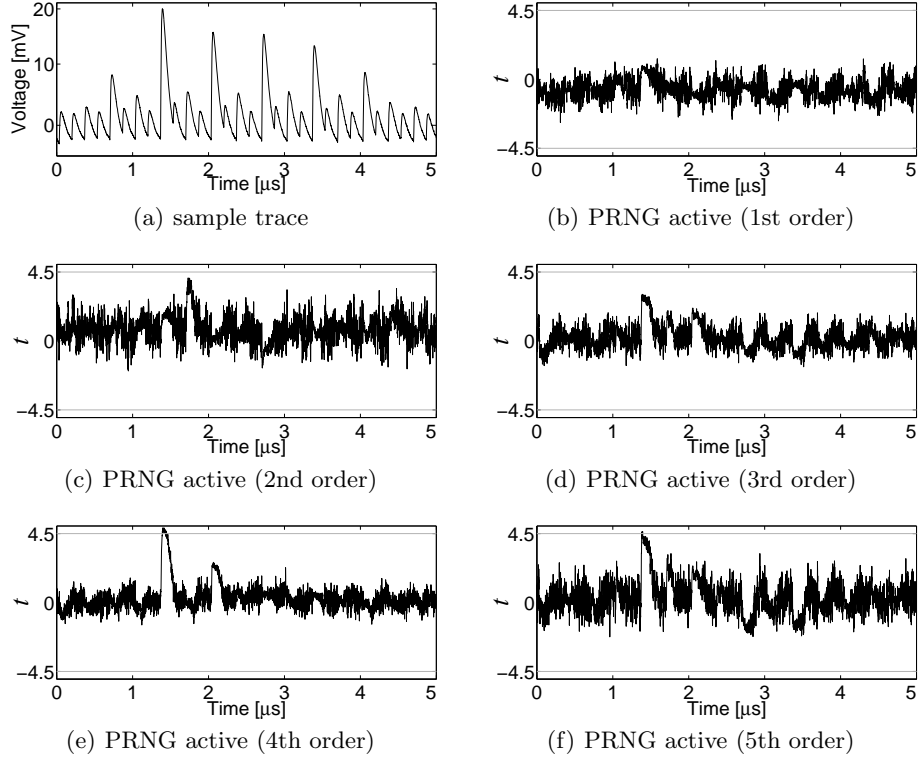 20
10
0
Voltage [mV]
0 1 2 3 4 5
Time [µs]
(a) sample trace
4.5
0
−4.5
t
0 1 2 3 4 5
Time [µs]
(b) PRNG active (1st order)
4.5
0
−4.5
t
0 1 2 3 4 5
Time [µs]
(c) PRNG active (2nd order)
4.5
0
−4.5
t
0 1 2 3 4 5
Time [µs]
(d) PRNG active (3rd order)
4.5
0
−4.5
t
0 1 2 3 4 5
Time [µs]
(e) PRNG active (4th order)
4.5
0
−4.5
t
0 1 2 3 4 5
Time [µs]
(f) PRNG active (5th order)